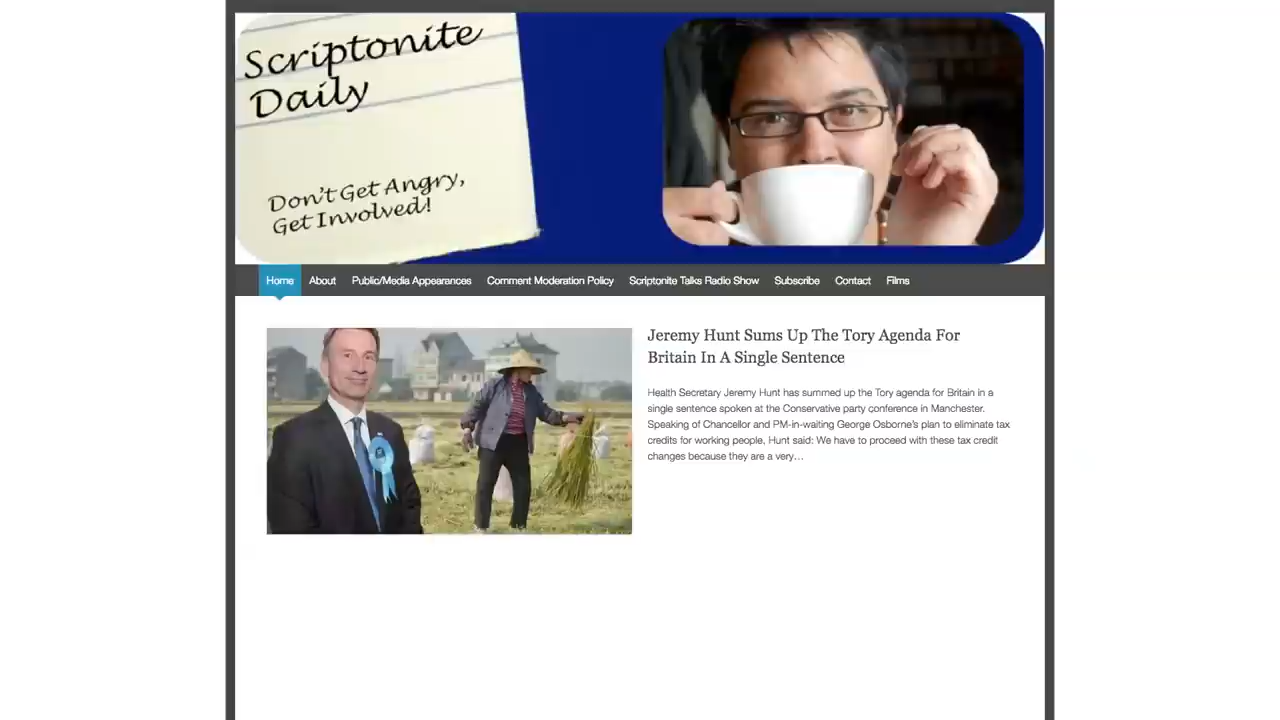 Scriptonite
Daily
Don't Get Angry,
Get Involved!
Home About Public/Media Appearances Comment Moderation Policy Scriptonite Talks Radio Show Subscribe Contact Films
Jeremy Hunt Sums Up The Tory Agenda For
Britain In A Single Sentence
Health Secretary Jeremy Hunt has summed up the Tory agenda for Britain in a
single sentence spoken at the Conservative party conference in Manchester.
Speaking of Chancellor and PM-in-waiting George Osborne's plan to eliminate tax
credits for working people, Hunt said: We have to proceed with these tax credit
changes because they are a very…